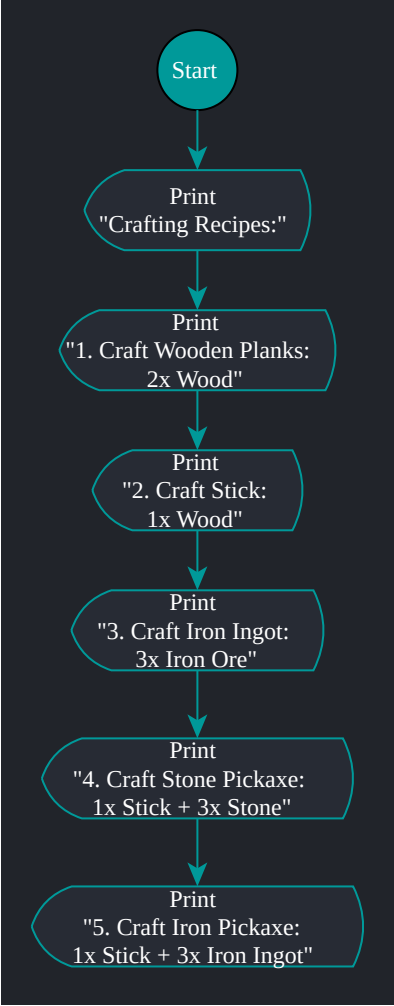 Start
Print
"Crafting Recipes:"
Print
"1. Craft Wooden Planks:
2x Wood"
Print
"2. Craft Stick:
1x Wood"
Print
"3. Craft Iron Ingot:
3x Iron Ore"
Print
"4. Craft Stone Pickaxe:
1x Stick + 3x Stone"
Print
"5. Craft Iron Pickaxe:
1x Stick + 3x Iron Ingot"